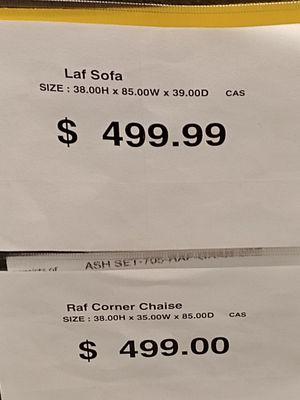 Laf Sofa
SIZE : 38.00H x 85.00W x 39.00D CAS
$ 499.99
ASH SET-705-RAF
Raf Corner Chaise
SIZE : 38.00H x 35.00W x 85.00D CAS
$ 499.00